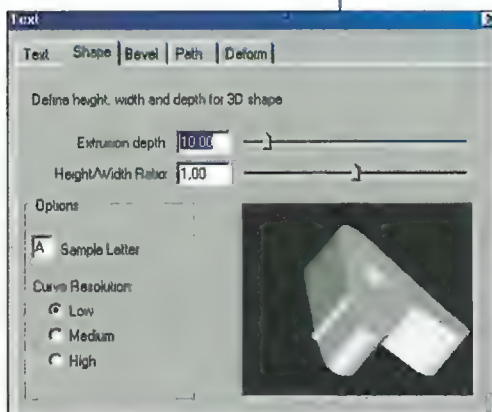 Text
Text Shape Bevel Path Deform
Define height, width and depth for 3D shape
Extrusion depth 10.00
Height/Width Ratio: 1.00
Options
A Sample Letter
Curve Resolution:
Low
Medium
High